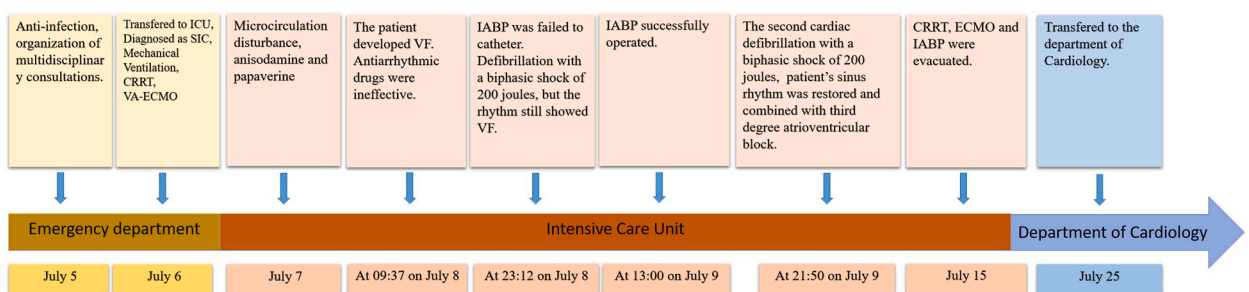 Anti-infection,
organization of
multidisciplinar
y consultations.
Transfered to ICU,
Diagnosed as SIC,
Mechanical
Ventilation,
CRRT,
VA-ECMO
Microcirculation
disturbance,
anisodamine and
papaverine
The patient
developed VF.
Antiarrhythmic
drugs were
ineffective.
IABP was failed to
catheter.
Defibrillation with
a biphasic shock of
200 joules, but the
rhythm still showed
VF.
IABP successfully
operated.
The second cardiac
defibrillation with a
biphasic shock of 200
joules, patient's sinus
rhythm was restored and
combined with third
degree atrioventricular
block.
CRRT, ECMO and
IABP were
evacuated.
Transfered to the
department of
Cardiology.
Emergency department
Intensive Care Unit
Department of Cardiology
July 5
July 6
July 7
At 09:37 on July 8
At 23:12 on July 8
At 13:00 on July 9
At 21:50 on July 9
July 15
July 25